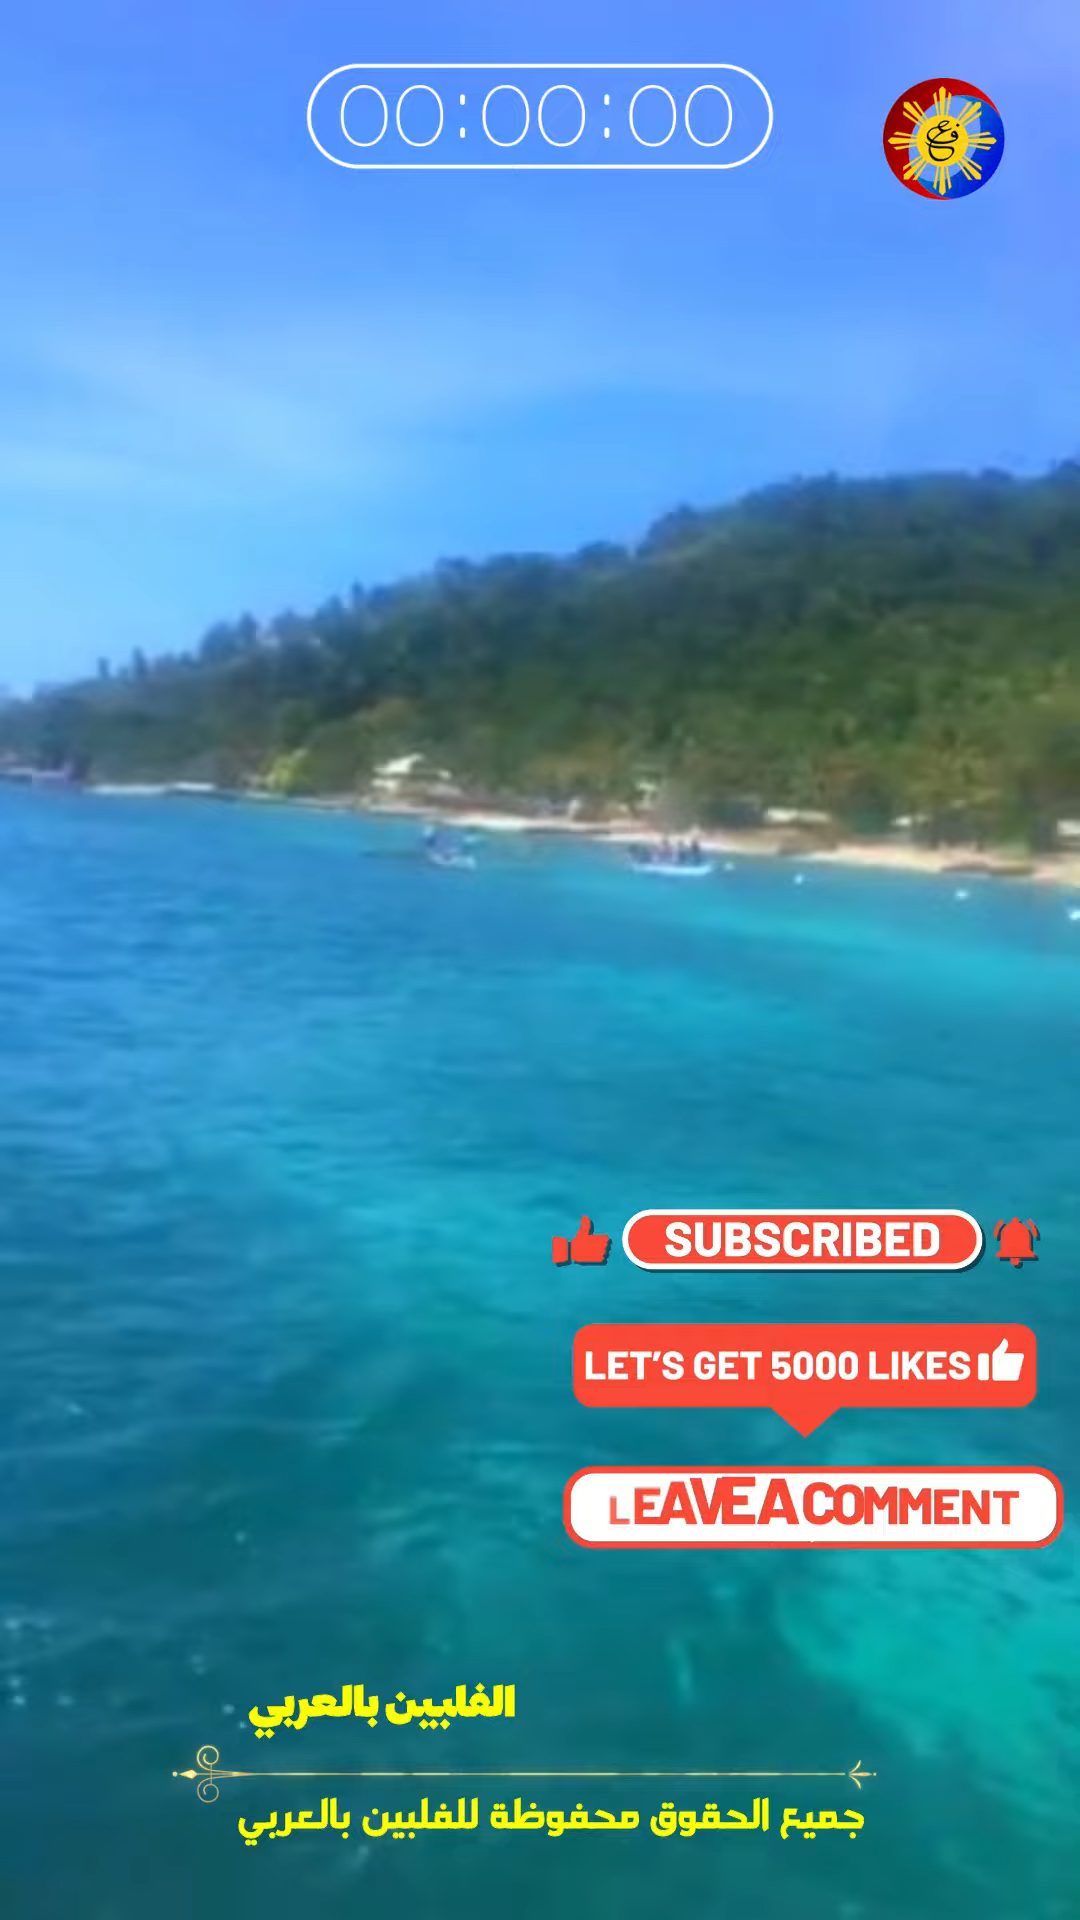 00:00:00
SUBSCRIBED
LET'S GET 5000 LIKES
LEAVE A COMMENT
الفلبين بالعربي
جميع الحقوق محفوظة للفلبين بالعربي